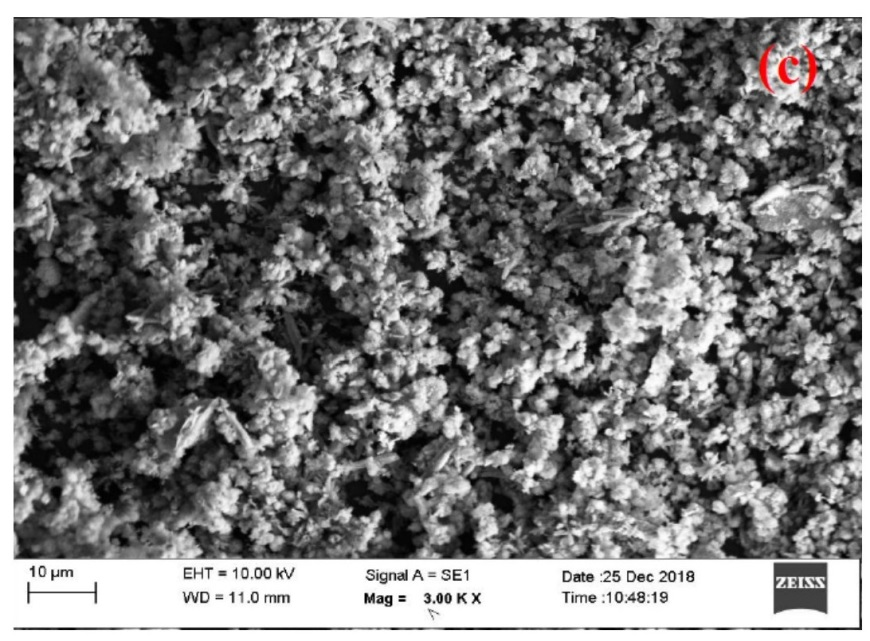 (c)
10 µm
EHT = 10.00 kV
Signal A = SE1
Date :25 Dec 2018
ZEISS
WD = 11.0 mm
Mag = 3.00 K X
Time :10:48:19